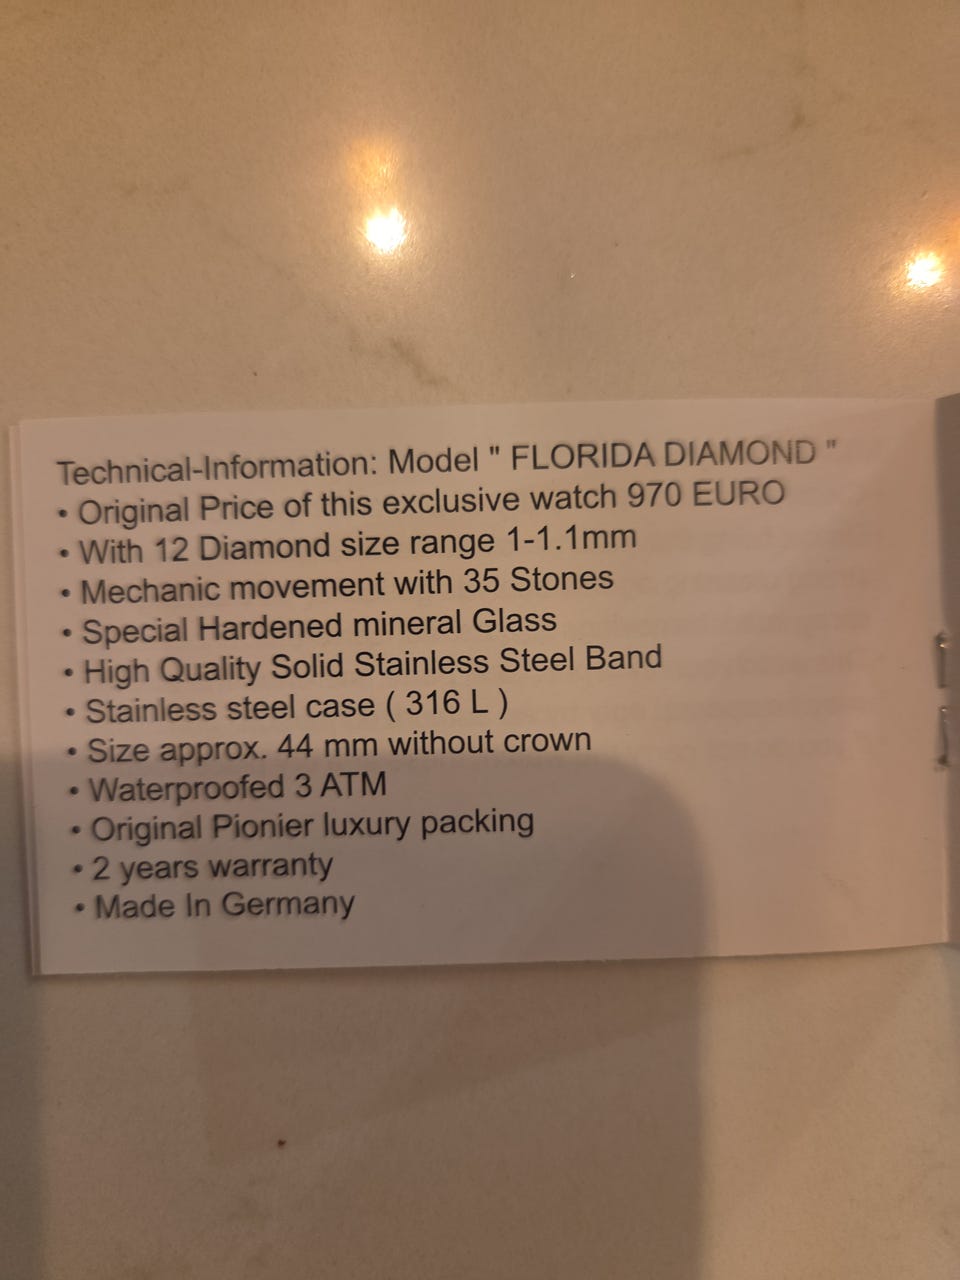 Technical-Information: Model " FLORIDA DIAMOND "
• Original Price of this exclusive watch 970 EURO
• With 12 Diamond size range 1-1.1mm
• Mechanic movement with 35 Stones
• Special Hardened mineral Glass
• High Quality Solid Stainless Steel Band
• Stainless steel case ( 316 L )
• Size approx. 44 mm without crown
• Waterproofed 3 ATM
• Original Pionier luxury packing
• 2 years warranty
• Made In Germany